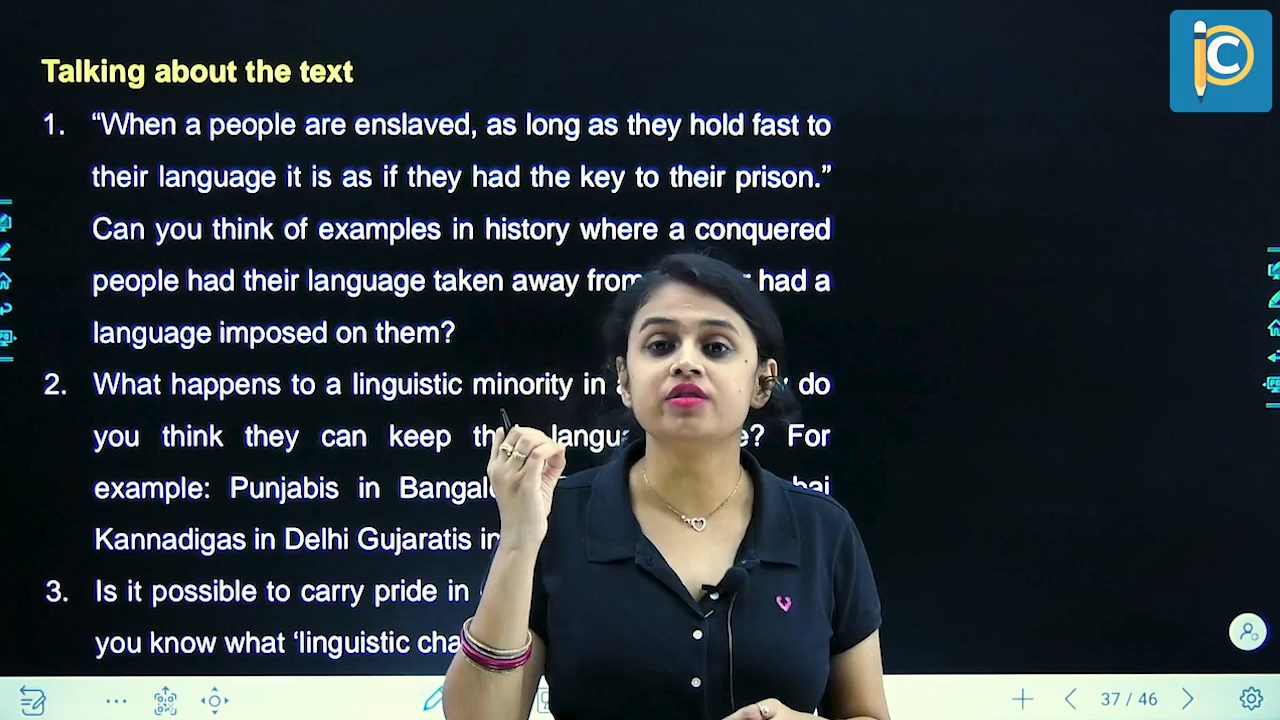 Talking about the text
1. “When a people are enslaved, as long as they hold fast to
their language it is as if they had the key to their prison.”
Can you think of examples in history where a conquered
people had their language taken away from had a
language imposed on them?
2. What happens to a linguistic minority in do
you think they can keep For
example: Punjabis in
Kannadigas in Delhi Gujaratis in
3. Is it possible to carry pride in
you know what ‘linguistic
37 / 46